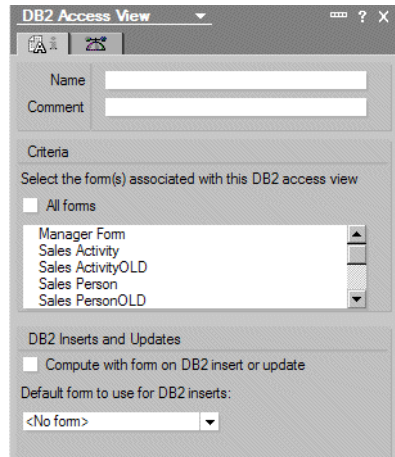 DB2 Access View
? X
i
Name
Comment
Criteria
Select the form(s) associated with this DB2 access view
All forms
Manager Form
Sales Activity
Sales ActivityOLD
Sales Person
Sales PersonOLD
DB2 Inserts and Updates
Compute with form on DB2 insert or update
Default form to use for DB2 inserts:
<No form>